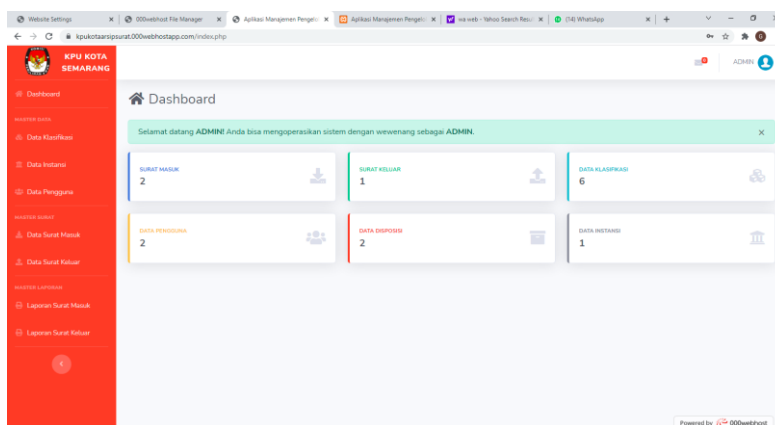 Website Settings
000webhost File Manager
Aplikasi Manajemen Pengelo
Aplikasi Manajemen Pengelo
wa web - Yahoo Search Resul
(14) WhatsApp
kpukotaarsipsurat.000webhostapp.com/index.php
KPU KOTA
SEMARANG
ADMIN
Dashboard
MASTER DATA
Data Klasifikasi
Data Instansi
Data Pengguna
MASTER SURAT
Data Surat Masuk
Data Surat Keluar
MASTER LAPORAN
Laporan Surat Masuk
Laporan Surat Keluar
Dashboard
Selamat datang ADMIN! Anda bisa mengoperasikan sistem dengan wewenang sebagai ADMIN.
SURAT MASUK
2
SURAT KELUAR
1
DATA KLASIFIKASI
6
DATA PENGGUNA
2
DATA DISPOSISI
2
DATA INSTANSI
1
Powered by 000webhost